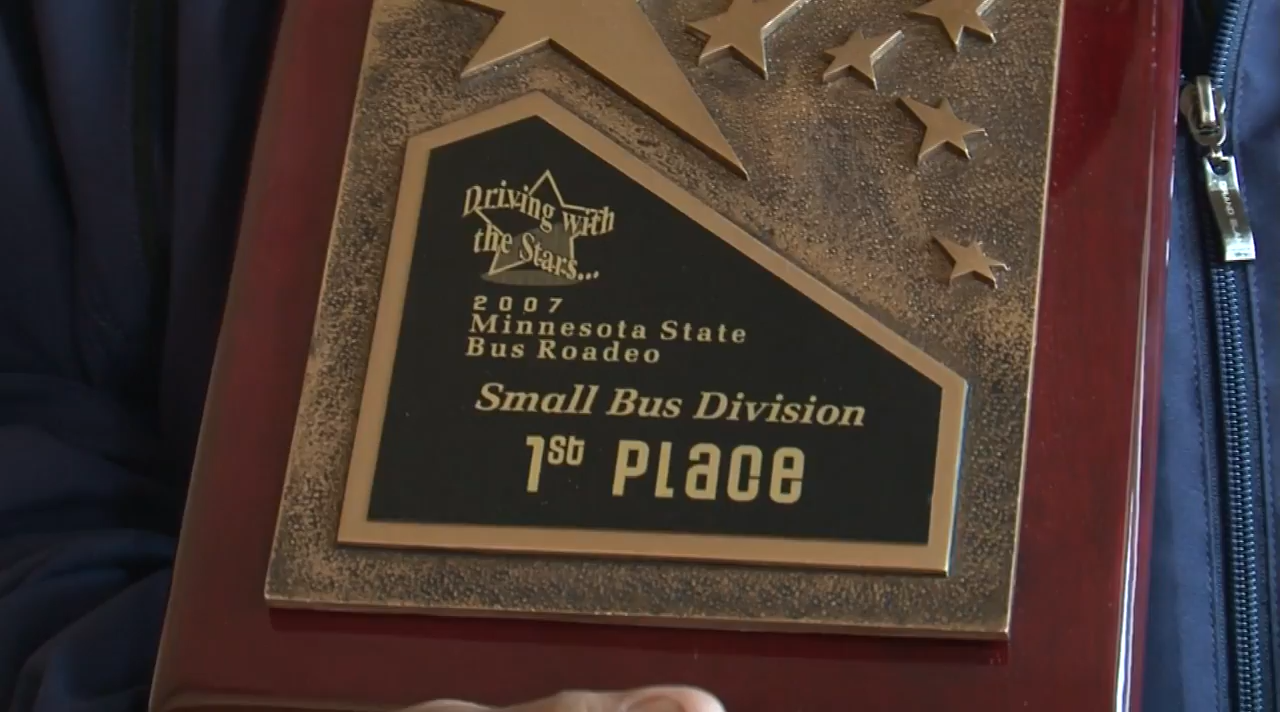 Driving with
the Stars...
2007
Minnesota State
Bus Roadeo
Small Bus Division
1st Place